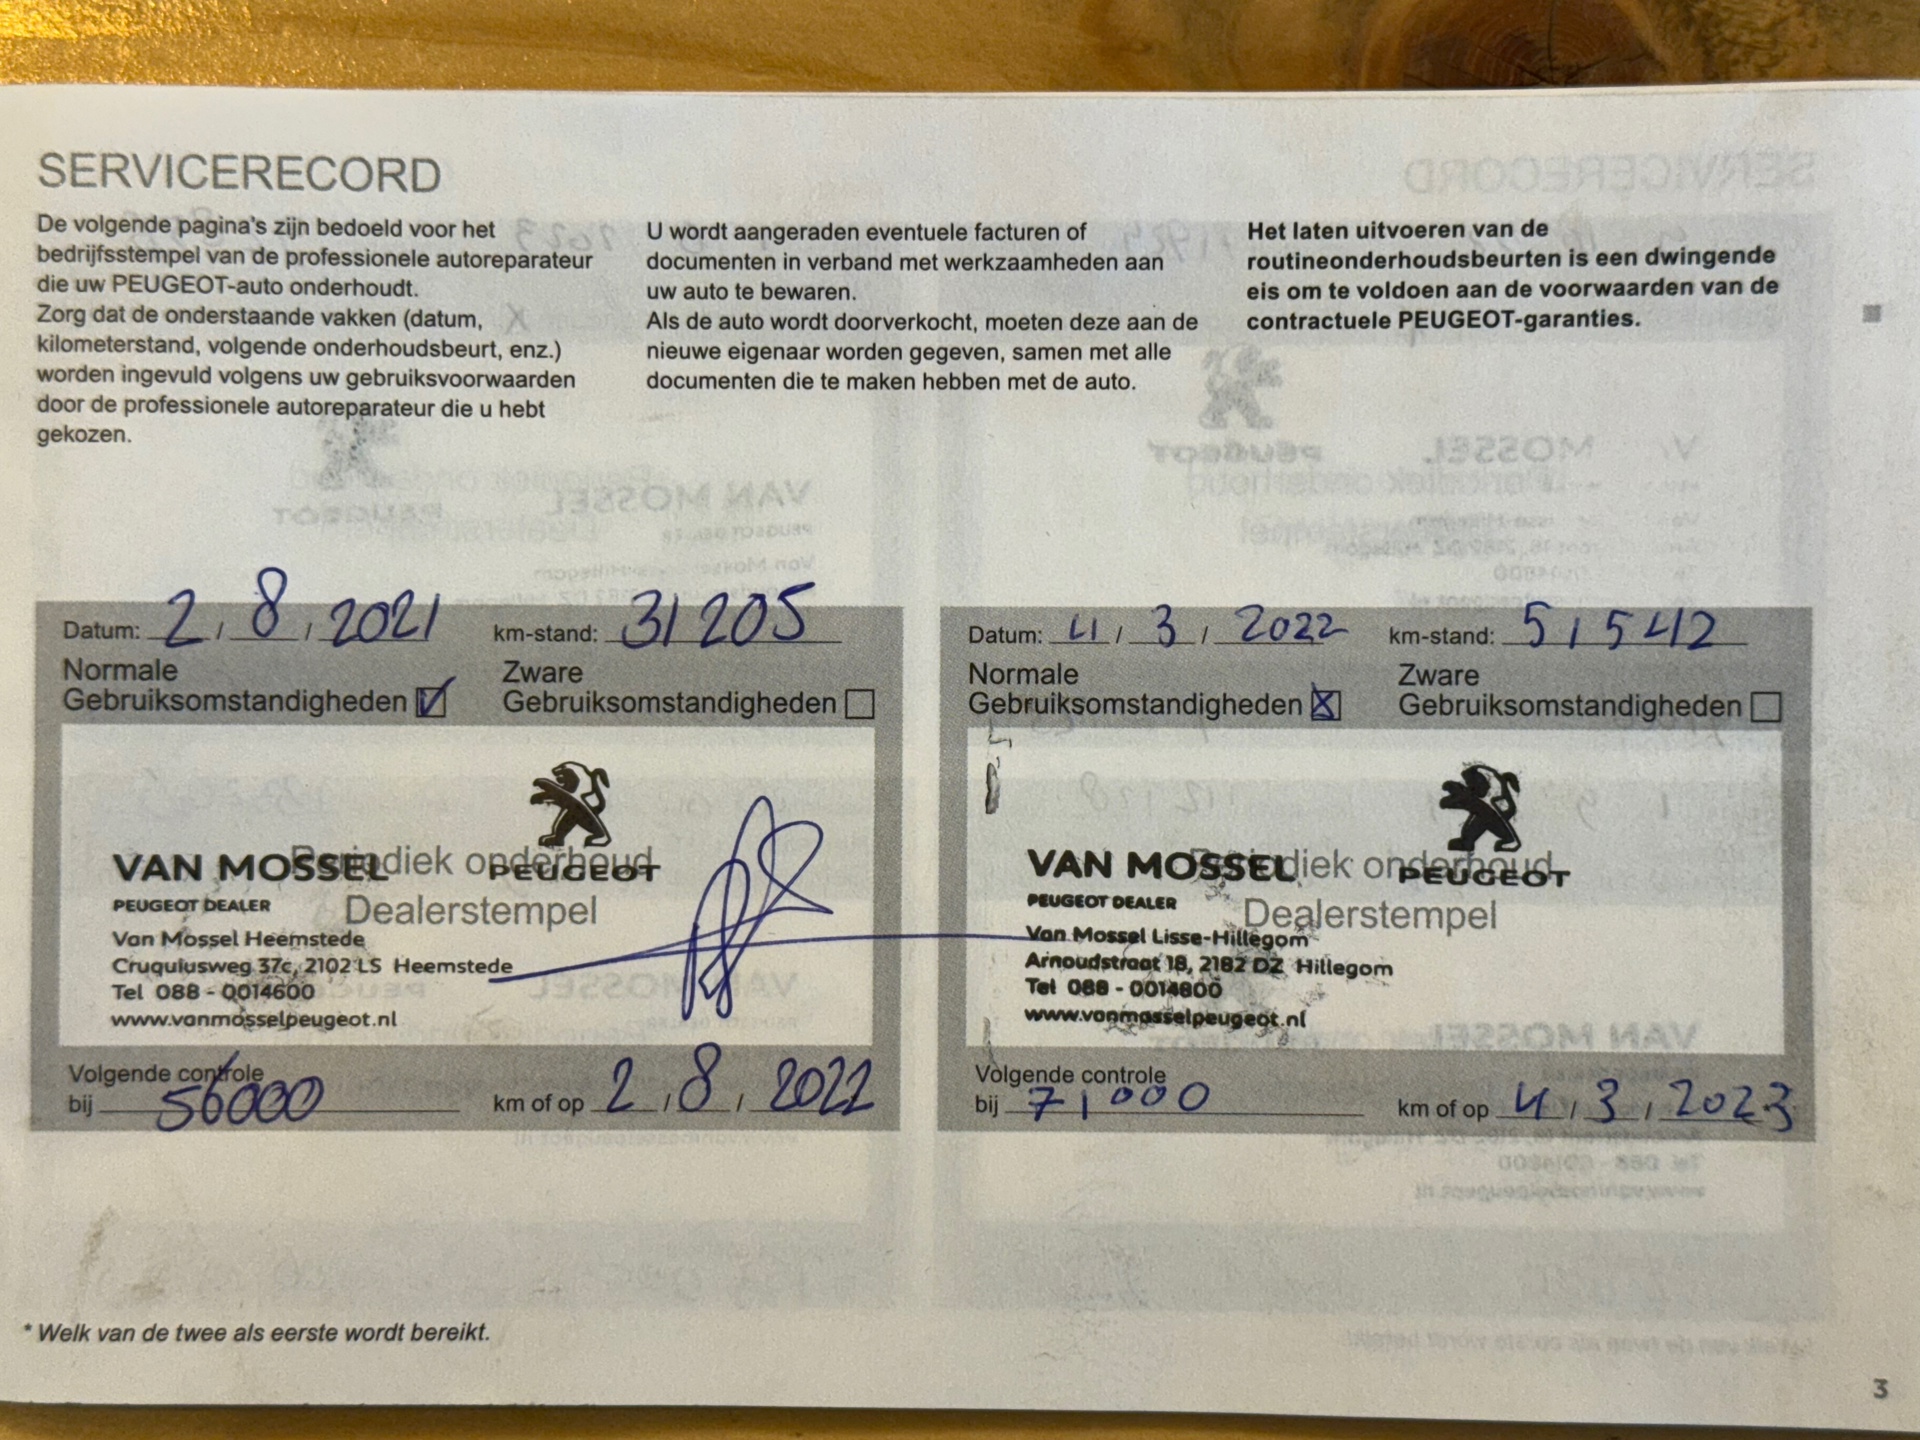 SERVICERECORD
De volgende pagina's zijn bedoeld voor het
bedrijfsstempel van de professionele autoreparateur
die uw PEUGEOT-auto onderhoudt.
Zorg dat de onderstaande vakken (datum,
kilometerstand, volgende onderhoudsbeurt, enz.)
worden ingevuld volgens uw gebruiksvoorwaarden
door de professionele autoreparateur die u hebt
gekozen.
U wordt aangeraden eventuele facturen of
documenten in verband met werkzaamheden aan
uw auto te bewaren.
Als de auto wordt doorverkocht, moeten deze aan de
nieuwe eigenaar worden gegeven, samen met alle
documenten die te maken hebben met de auto.
Het laten uitvoeren van de
routineonderhoudsbeurten is een dwingende
eis om te voldoen aan de voorwaarden van de
contractuele PEUGEOT-garanties.
Datum: 2 / 8 / 2021 km-stand: 31205
Normale Zware
Gebruiksomstandigheden Gebruiksomstandigheden
Periodiek onderhoud
Dealerstempel
PEUGEOT
VAN MOSSEL
PEUGEOT DEALER
Van Mossel Heemstede
Cruquiusweg 37c, 2102 LS Heemstede
Tel 088 - 0014600
www.vanmosselpeugeot.nl
Volgende controle
bij 56000 km of op 2 / 8 / 2022
Datum: 4 / 3 / 2022 km-stand: 51542
Normale Zware
Gebruiksomstandigheden Gebruiksomstandigheden
Periodiek onderhoud
Dealerstempel
PEUGEOT
VAN MOSSEL
PEUGEOT DEALER
Van Mossel Lisse-Hillegom
Arnoudstraat 18, 2182 DZ Hillegom
Tel 088 - 0014800
www.vanmosselpeugeot.nl
Volgende controle
bij 71000 km of op 4 / 3 / 2023
* Welk van de twee als eerste wordt bereikt.
3